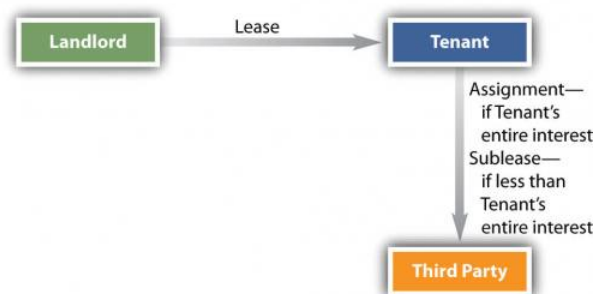 Landlord
Lease
Tenant
Assignment—
if Tenant's
entire interest
Sublease—
if less than
Tenant's
entire interest
Third Party